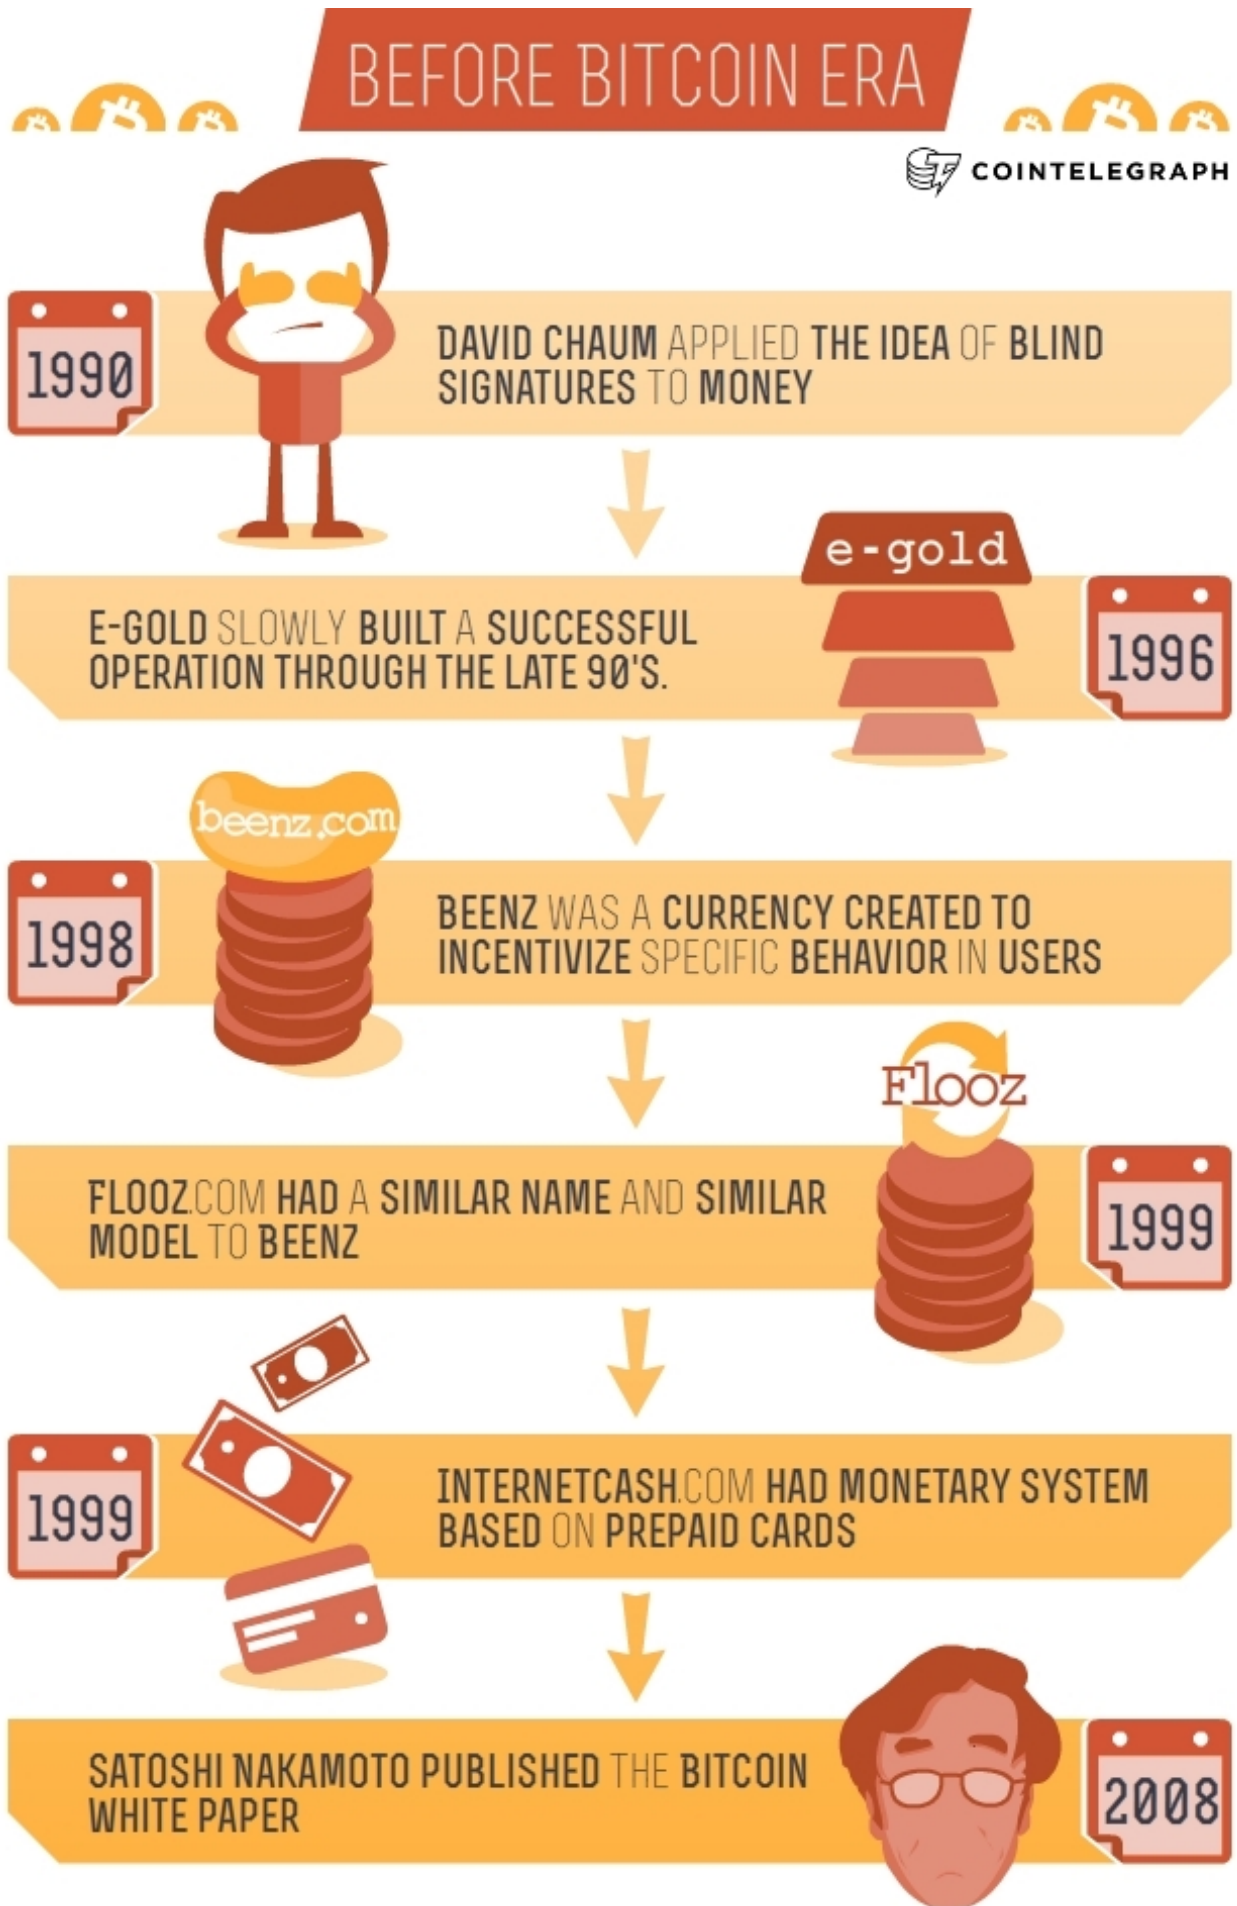 BEFORE BITCOIN ERA
COINTELEGRAPH
1990
DAVID CHAUM APPLIED THE IDEA OF BLIND
SIGNATURES TO MONEY
e-gold
E-GOLD SLOWLY BUILT A SUCCESSFUL
OPERATION THROUGH THE LATE 90'S.
1996
beenz.com
1998
BEENZ WAS A CURRENCY CREATED TO
INCENTIVIZE SPECIFIC BEHAVIOR IN USERS
Flooz
FLOOZ.COM HAD A SIMILAR NAME AND SIMILAR
MODEL TO BEENZ
1999
1999
INTERNETCASH.COM HAD MONETARY SYSTEM
BASED ON PREPAID CARDS
SATOSHI NAKAMOTO PUBLISHED THE BITCOIN
WHITE PAPER
2008